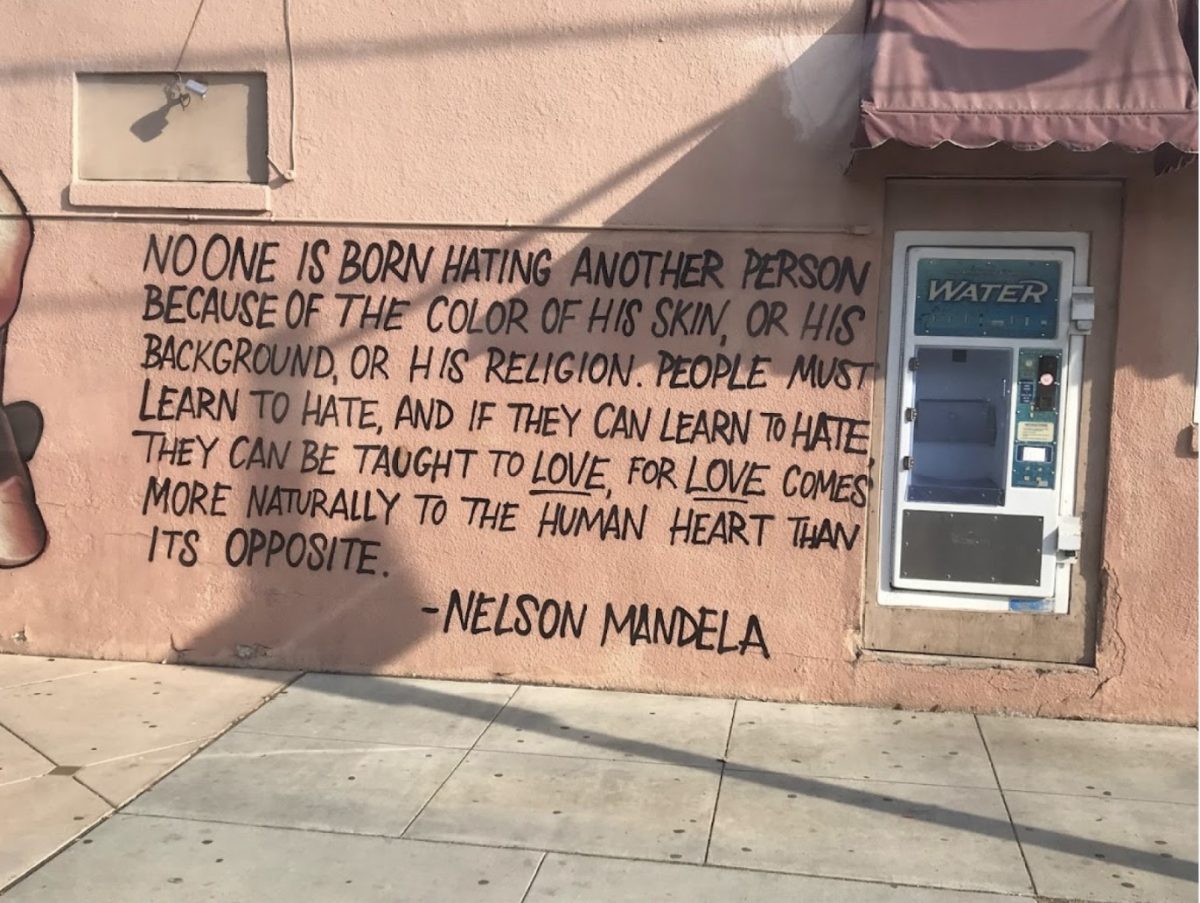 NO ONE IS BORN HATING ANOTHER PERSON
BECAUSE OF THE COLOR OF HIS SKIN, OR HIS
BACKGROUND, OR HIS RELIGION. PEOPLE MUST
LEARN TO HATE, AND IF THEY CAN LEARN TO HATE,
THEY CAN BE TAUGHT TO LOVE, FOR LOVE COMES
MORE NATURALLY TO THE HUMAN HEART THAN
ITS OPPOSITE.
-NELSON MANDELA
WATER